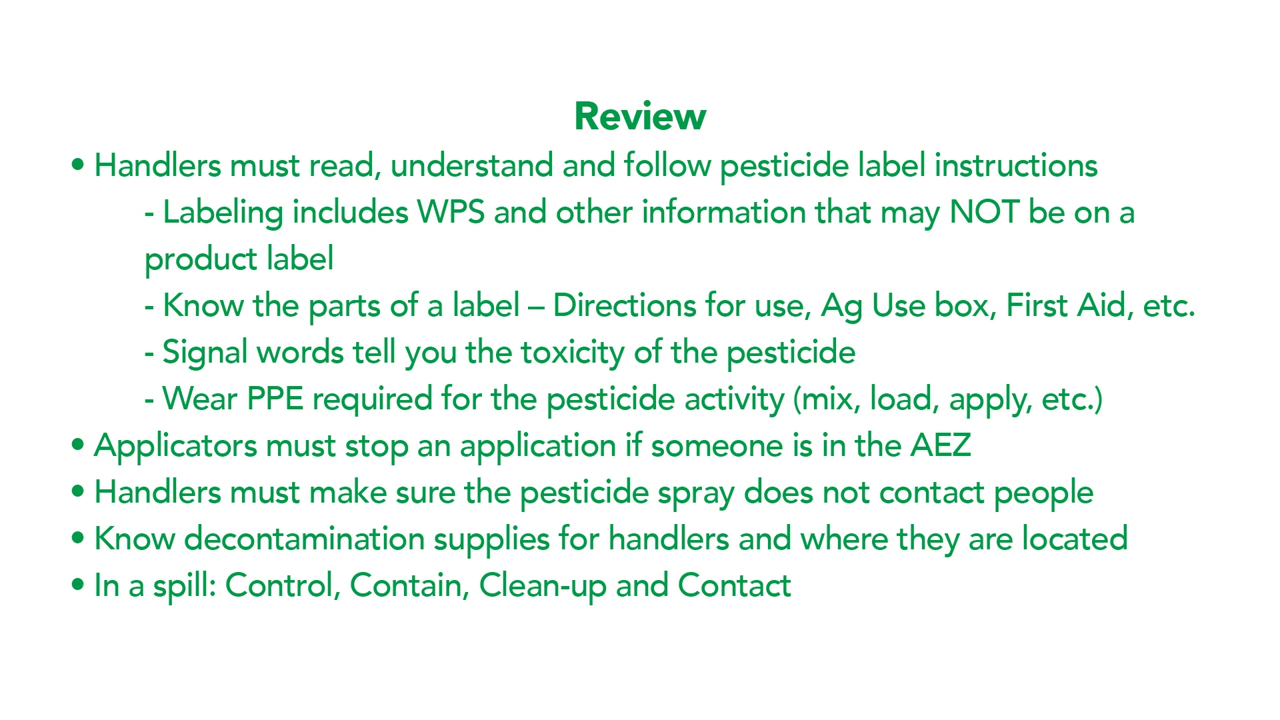 Review
• Handlers must read, understand and follow pesticide label instructions
- Labeling includes WPS and other information that may NOT be on a
product label
- Know the parts of a label – Directions for use, Ag Use box, First Aid, etc.
- Signal words tell you the toxicity of the pesticide
- Wear PPE required for the pesticide activity (mix, load, apply, etc.)
• Applicators must stop an application if someone is in the AEZ
• Handlers must make sure the pesticide spray does not contact people
• Know decontamination supplies for handlers and where they are located
• In a spill: Control, Contain, Clean-up and Contact